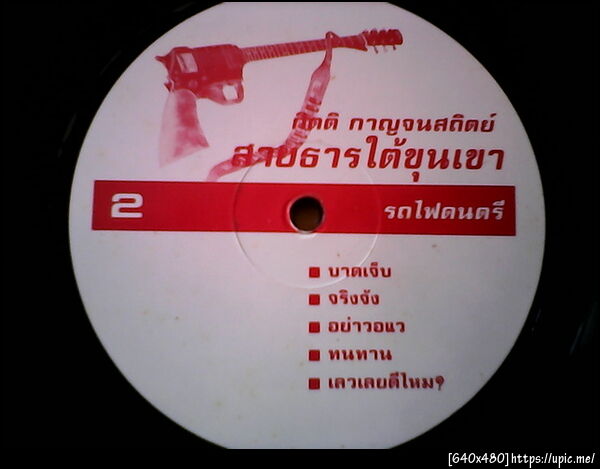 กิตติ กาญจนสถิตย์
สายธารใต้ขุนเขา
2
รถไฟดนตรี
บาดเจ็บ
จริงจัง
อย่าวอแว
ทนทาน
เลวเลยดีไหม?
[640x480]https://upic.me/